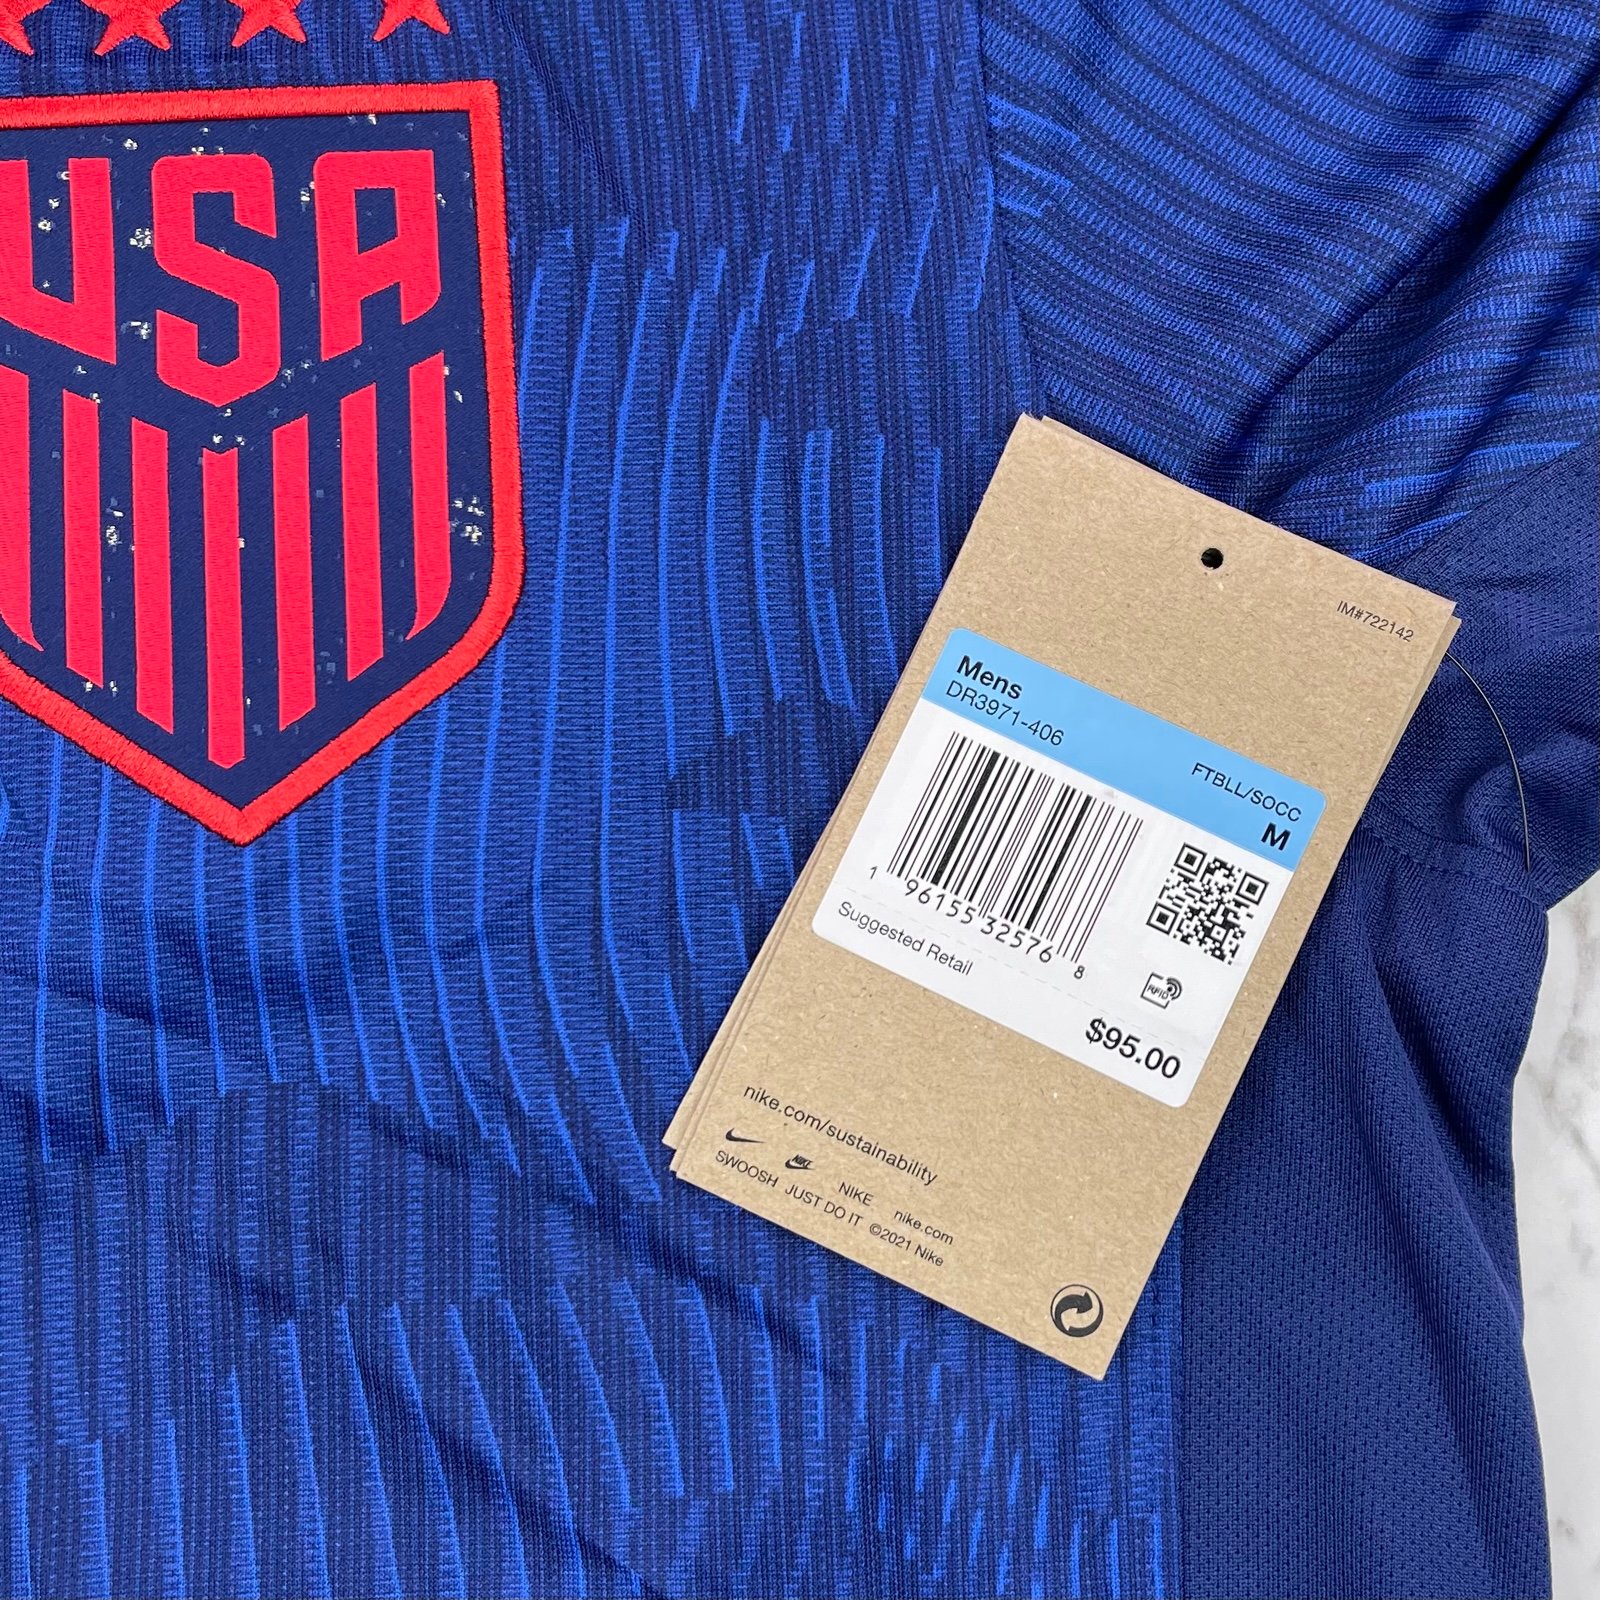 USA
IM#722142
Mens
DR3971-406
FTBLL/SOCC
M
1 96155 32576 8
Suggested Retail
RFID
$95.00
nike.com/sustainability
NIKE
SWOOSH JUST DO IT NIKE nike.com
©2021 Nike